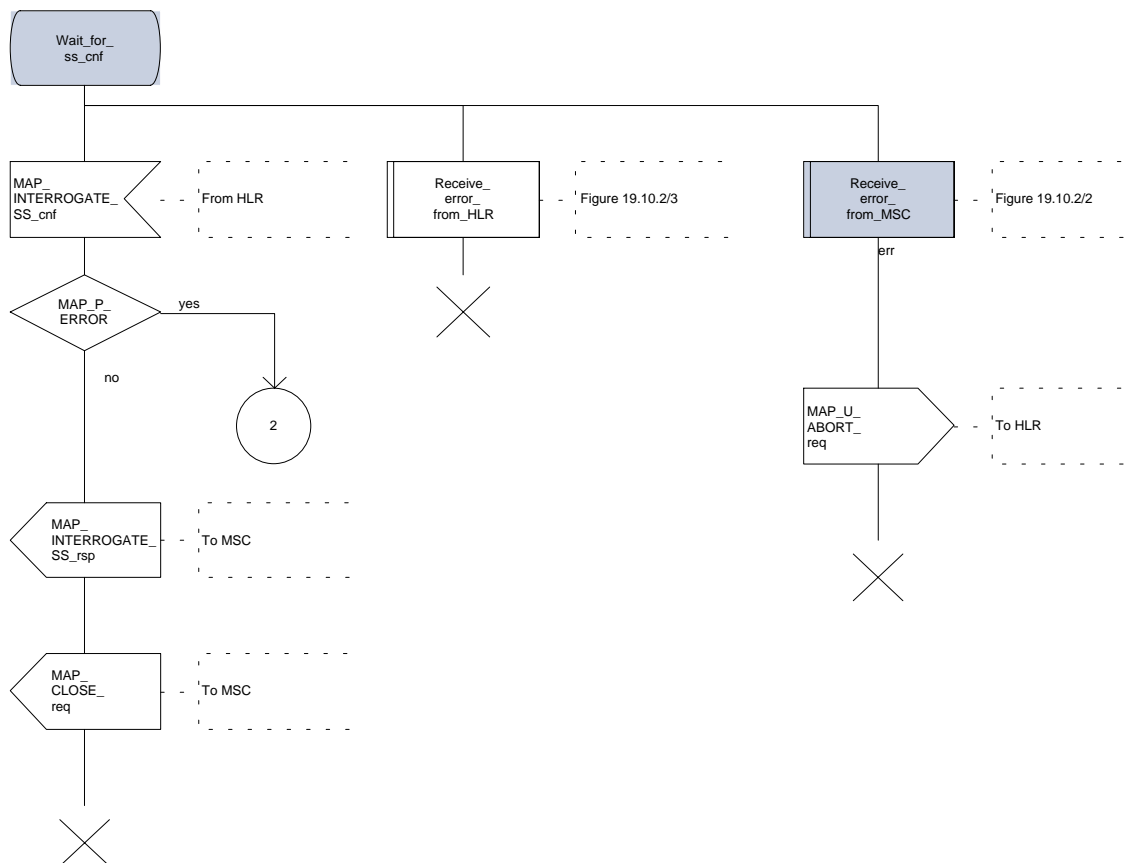 Wait_for_
ss_cnf
MAP_
INTERROGATE_
SS_cnf
From HLR
Receive_
error_
from_HLR
Figure 19.10.2/3
Receive_
error_
from_MSC
Figure 19.10.2/2
err
MAP_P_
ERROR
yes
no
2
MAP_U_
ABORT_
req
To HLR
MAP_
INTERROGATE_
SS_rsp
To MSC
MAP_
CLOSE_
req
To MSC